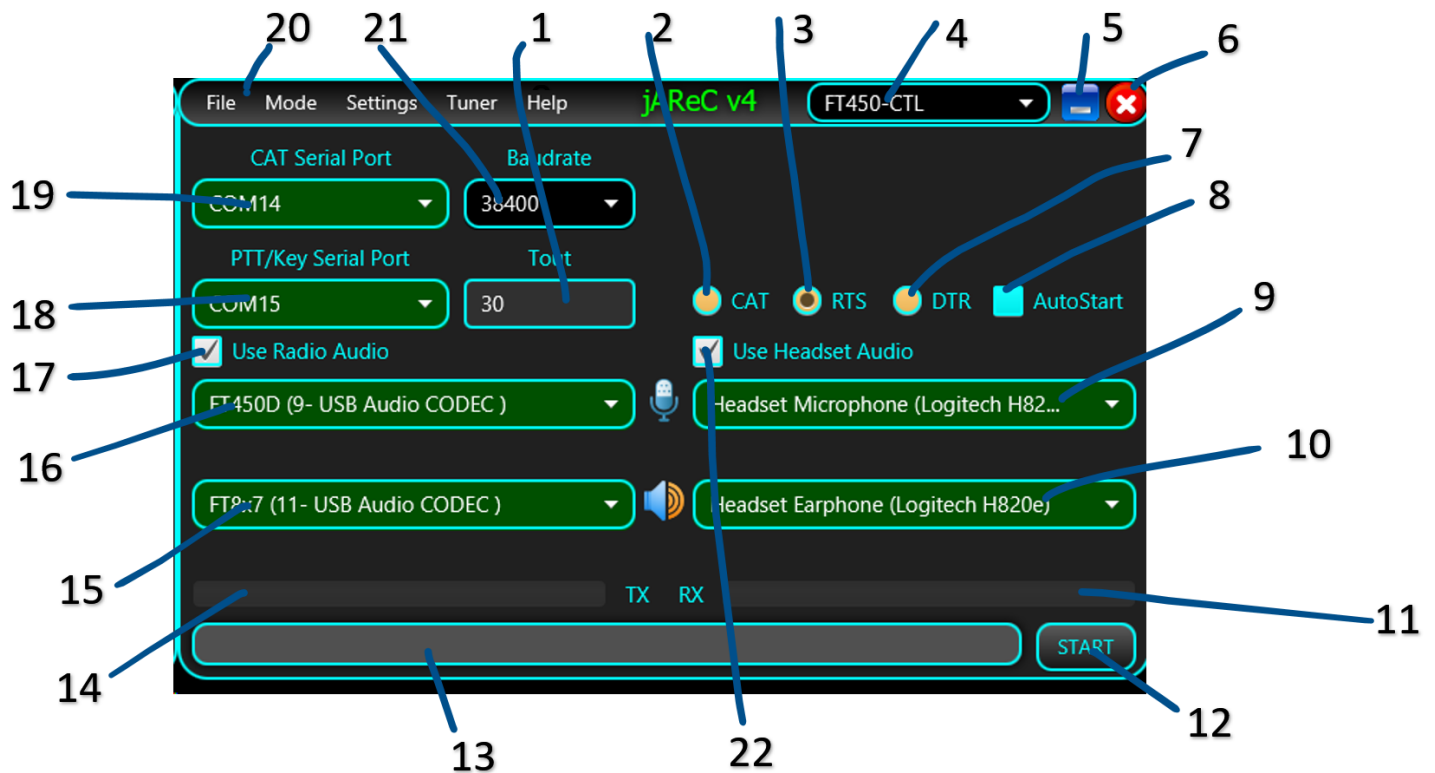 20 21 1 2 3 4 5 6
File Mode Settings Tuner Help jAReC v4 FT450-CTL
CAT Serial Port Baudrate
7
19 COM14 38400
8
PTT/Key Serial Port Tout
18 COM15 30 CAT RTS DTR AutoStart
9
17 Use Radio Audio Use Headset Audio
FT450D (9- USB Audio CODEC ) Headset Microphone (Logitech H82...
16 10
FT8x7 (11- USB Audio CODEC ) Headset Earphone (Logitech H820e)
15 TX RX
11
START
14
13 22 12